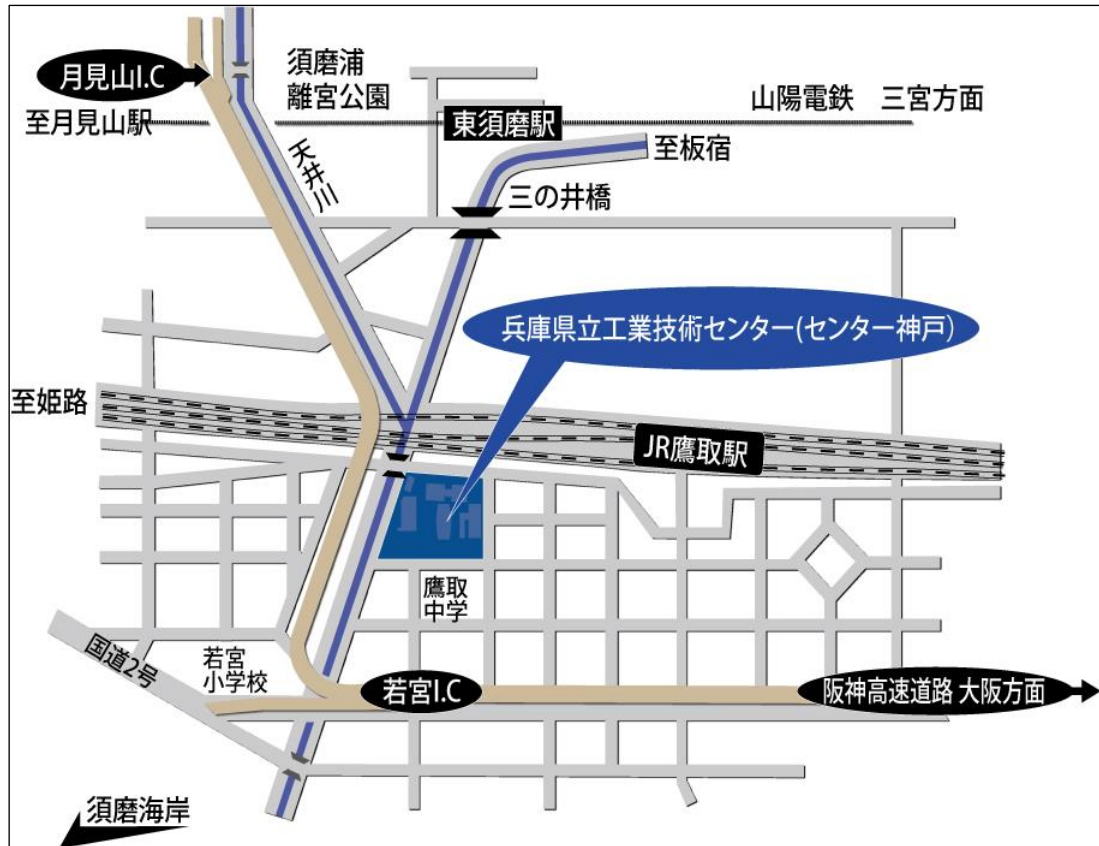 月見山I.C
須磨浦
離宮公園
山陽電鉄　三宮方面
至月見山駅
東須磨駅
至板宿
天井川
三の井橋
兵庫県立工業技術センター(センター神戸)
至姫路
JR鷹取駅
鷹取
中学
国道2号
若宮
小学校
若宮I.C
阪神高速道路 大阪方面
須磨海岸